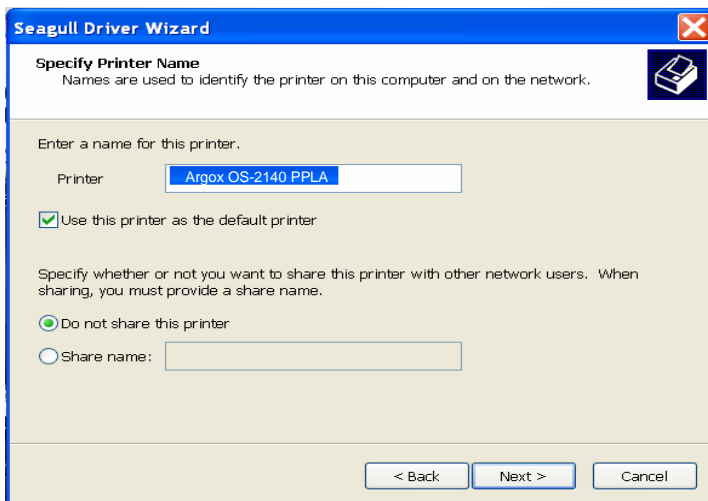 Seagull Driver Wizard
Specify Printer Name
Names are used to identify the printer on this computer and on the network.
Enter a name for this printer.
Printer
Argox OS-2140 PPLA
Use this printer as the default printer
Specify whether or not you want to share this printer with other network users. When
sharing, you must provide a share name.
Do not share this printer
Share name:
< Back
Next >
Cancel